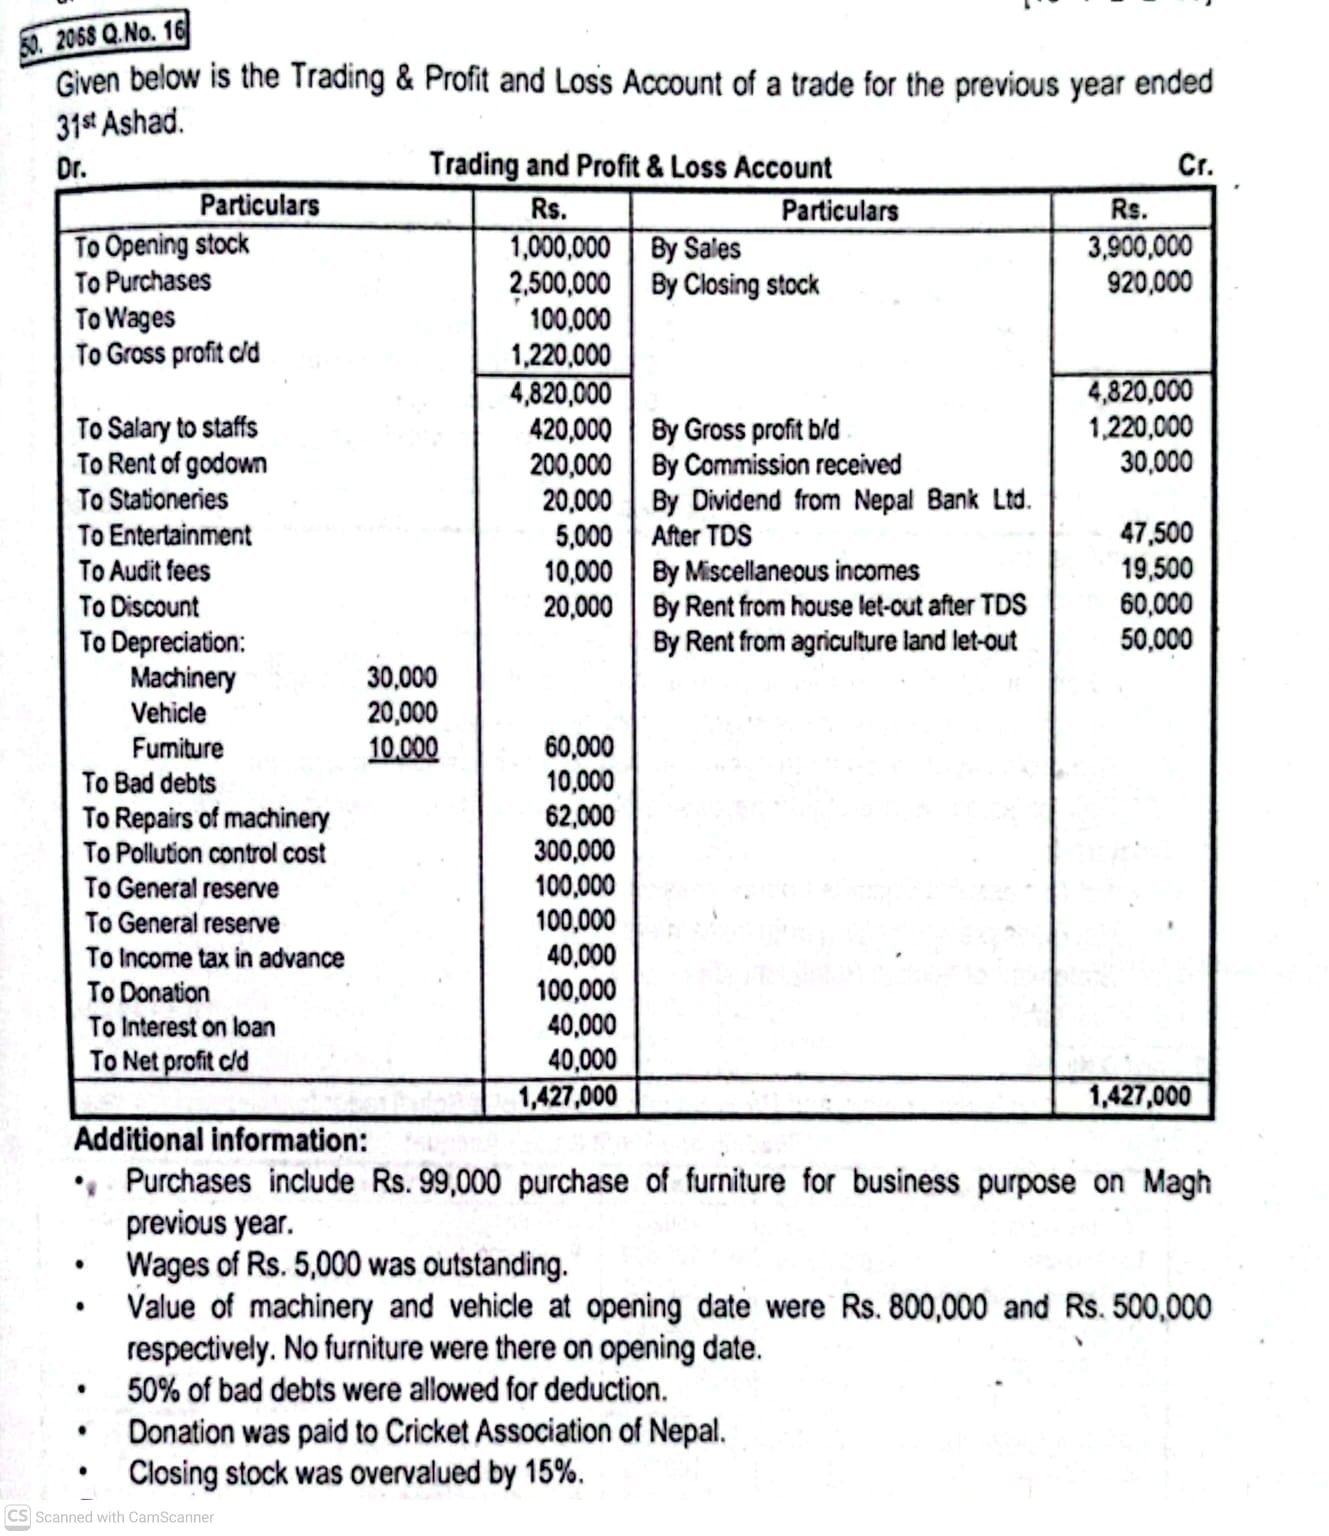 50. 2068 Q.No. 16
Given below is the Trading & Profit and Loss Account of a trade for the previous year ended
31st Ashad.
Dr. Trading and Profit & Loss Account Cr.
Particulars Rs. Particulars Rs.
To Opening stock 1,000,000 By Sales 3,900,000
To Purchases 2,500,000 By Closing stock 920,000
To Wages 100,000
To Gross profit c/d 1,220,000
4,820,000 4,820,000
To Salary to staffs 420,000 By Gross profit b/d 1,220,000
To Rent of godown 200,000 By Commission received 30,000
To Stationeries 20,000 By Dividend from Nepal Bank Ltd.
To Entertainment 5,000 After TDS 47,500
To Audit fees 10,000 By Miscellaneous incomes 19,500
To Discount 20,000 By Rent from house let-out after TDS 60,000
To Depreciation: By Rent from agriculture land let-out 50,000
Machinery 30,000
Vehicle 20,000
Furniture 10,000 60,000
To Bad debts 10,000
To Repairs of machinery 62,000
To Pollution control cost 300,000
To General reserve 100,000
To General reserve 100,000
To Income tax in advance 40,000
To Donation 100,000
To Interest on loan 40,000
To Net profit c/d 40,000
1,427,000 1,427,000
Additional information:
• Purchases include Rs. 99,000 purchase of furniture for business purpose on Magh
previous year.
• Wages of Rs. 5,000 was outstanding.
• Value of machinery and vehicle at opening date were Rs. 800,000 and Rs. 500,000
respectively. No furniture were there on opening date.
• 50% of bad debts were allowed for deduction.
• Donation was paid to Cricket Association of Nepal.
• Closing stock was overvalued by 15%.
CS Scanned with CamScanner